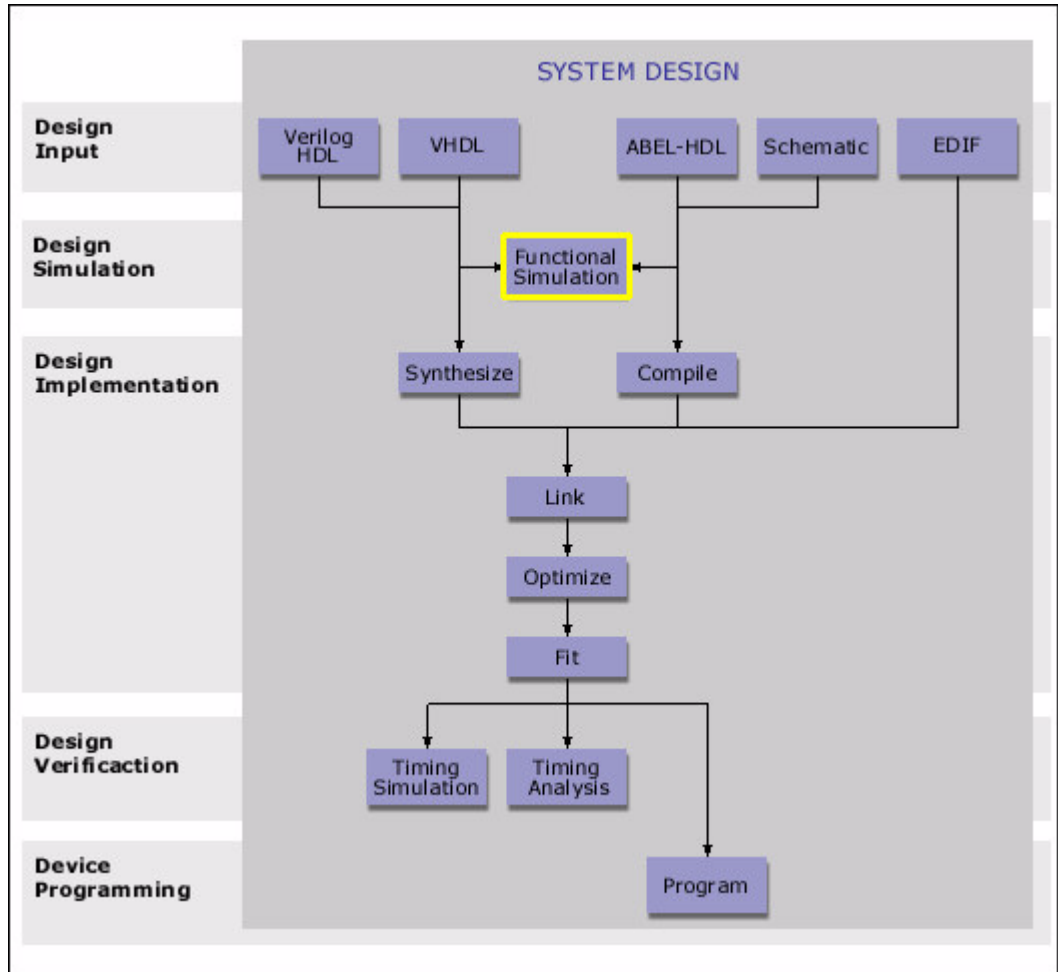 SYSTEM DESIGN
Design
Input
Verilog
HDL
VHDL
ABEL-HDL
Schematic
EDIF
Design
Simulation
Functional
Simulation
Design
Implementation
Synthesize
Compile
Link
Optimize
Fit
Design
Verificaction
Timing
Simulation
Timing
Analysis
Device
Programming
Program